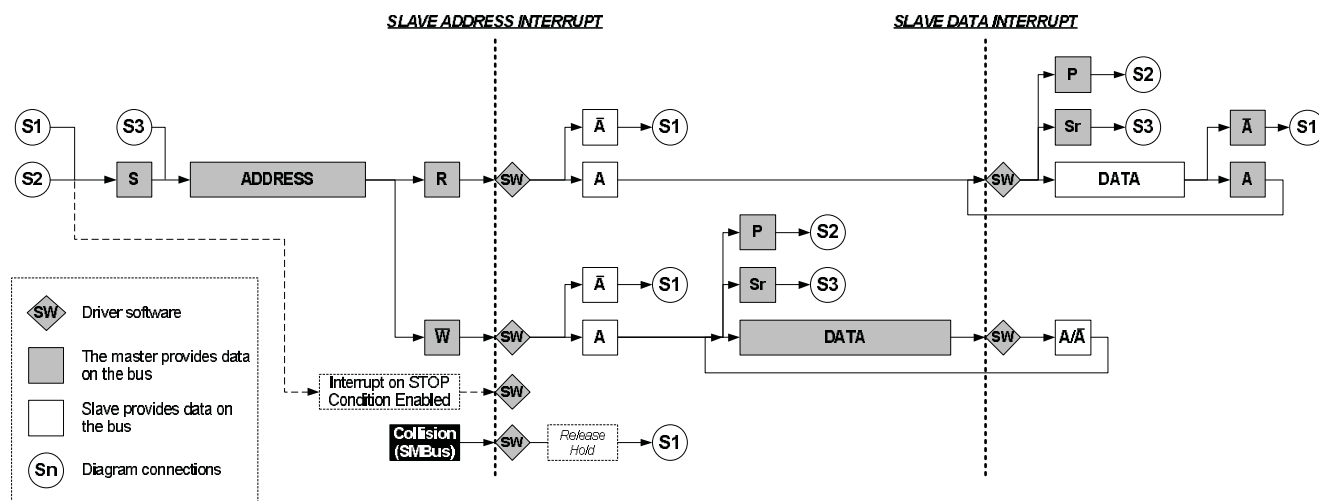 SLAVE ADDRESS INTERRUPT
SLAVE DATA INTERRUPT
P
S2
S1
S3
A̅
S1
Sr
S3
A̅
S1
S2
S
ADDRESS
R
SW
A
SW
DATA
A
P
S2
A̅
S1
Sr
S3
SW
Driver software
W̅
SW
A
DATA
SW
A/A̅
The master provides data
on the bus
Interrupt on STOP
Condition Enabled
SW
Slave provides data on
the bus
Collision
(SMBus)
SW
Release
Hold
S1
Sn
Diagram connections